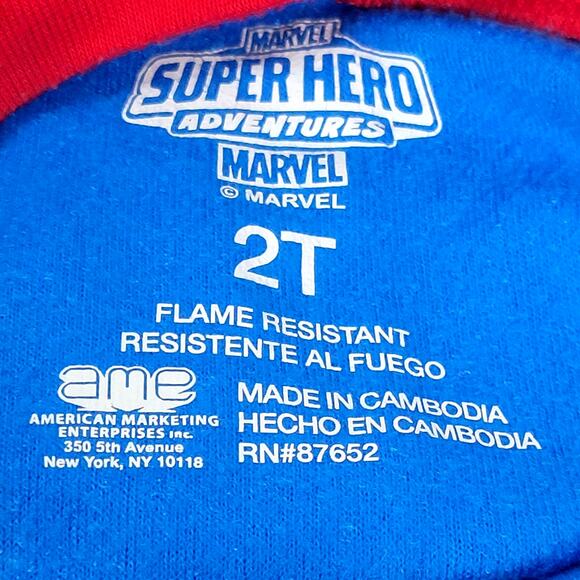 MARVEL
SUPER HERO
ADVENTURES
MARVEL
© MARVEL
2T
FLAME RESISTANT
RESISTENTE AL FUEGO
ame
AMERICAN MARKETING
ENTERPRISES Inc.
350 5th Avenue
New York, NY 10118
MADE IN CAMBODIA
HECHO EN CAMBODIA
RN#87652